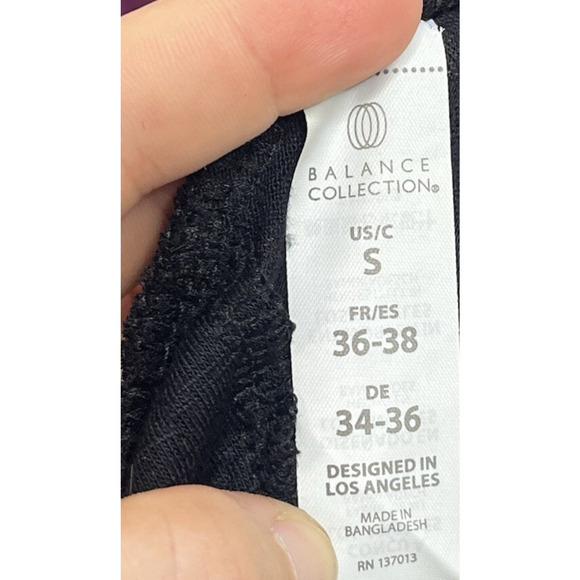 BALANCE
COLLECTION®
US/C
S
FR/ES
36-38
DE
34-36
DESIGNED IN
LOS ANGELES
MADE IN
BANGLADESH
RN 137013